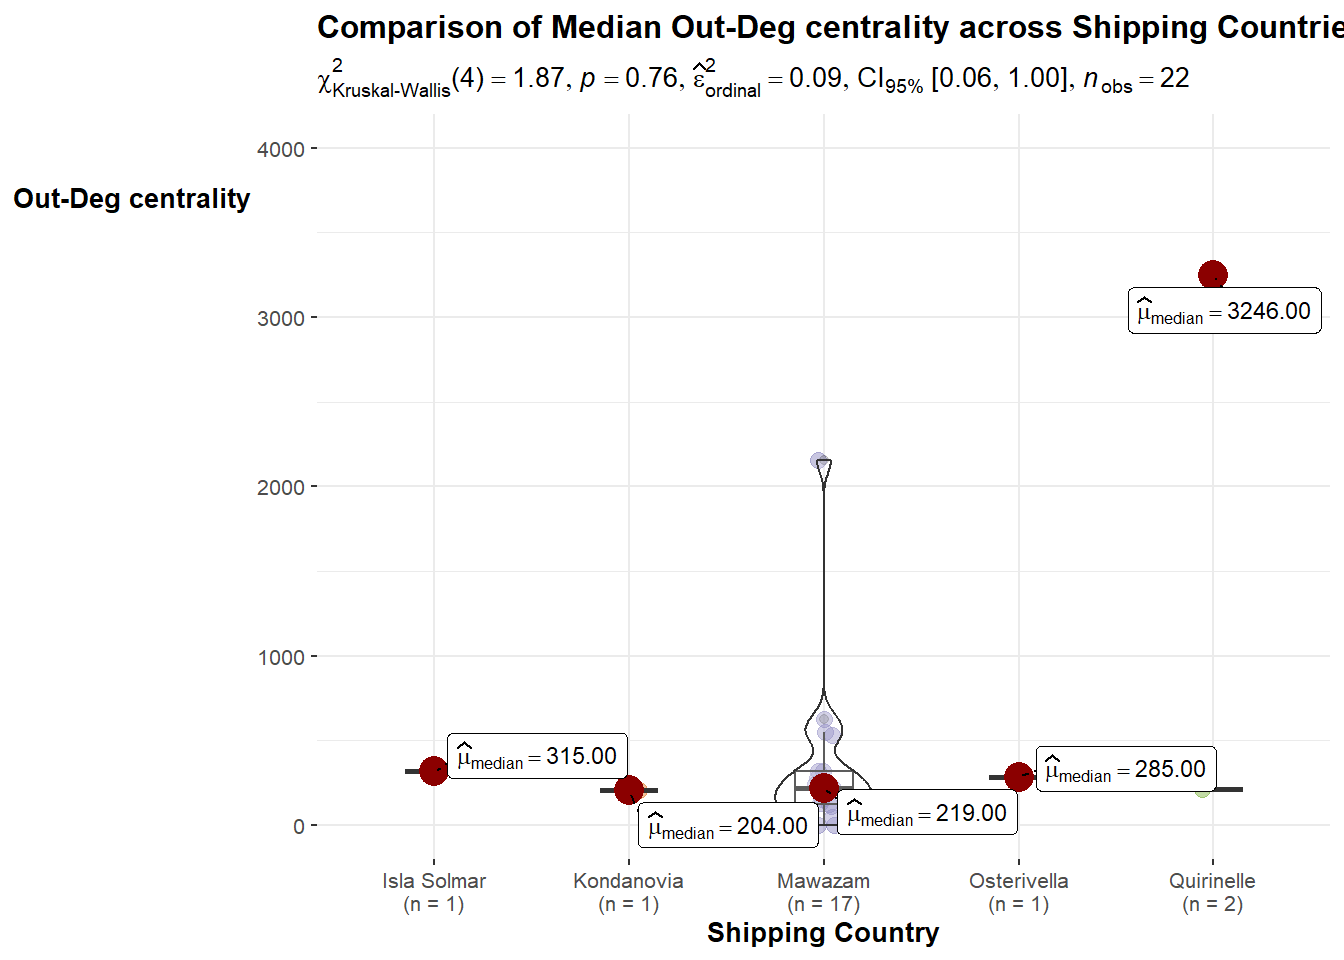 Comparison of Median Out-Deg centrality across Shipping Countrie
χ²Kruskal-Wallis(4) = 1.87, p = 0.76, ε̂²ordinal = 0.09, CI95% [0.06, 1.00], nobs = 22
4000
Out-Deg centrality
3000
μ̂median = 3246.00
2000
1000
μ̂median = 315.00
μ̂median = 285.00
μ̂median = 204.00
μ̂median = 219.00
0
Isla Solmar Kondanovia Mawazam Osterivella Quirinelle
(n = 1) (n = 1) (n = 17) (n = 1) (n = 2)
Shipping Country